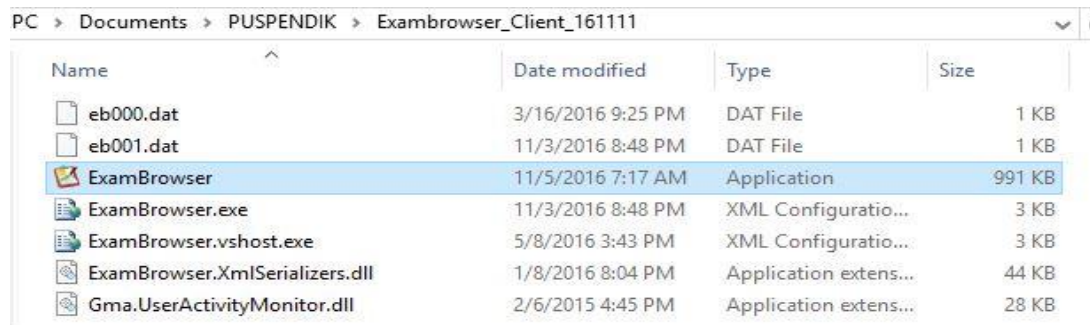 PC > Documents > PUSPENDIK > Exambrowser_Client_161111
Name Date modified Type Size
eb000.dat 3/16/2016 9:25 PM DAT File 1 KB
eb001.dat 11/3/2016 8:48 PM DAT File 1 KB
ExamBrowser 11/5/2016 7:17 AM Application 991 KB
ExamBrowser.exe 11/3/2016 8:48 PM XML Configuratio... 3 KB
ExamBrowser.vshost.exe 5/8/2016 3:43 PM XML Configuratio... 3 KB
ExamBrowser.XmlSerializers.dll 1/8/2016 8:04 PM Application extens... 44 KB
Gma.UserActivityMonitor.dll 2/6/2015 4:45 PM Application extens... 28 KB